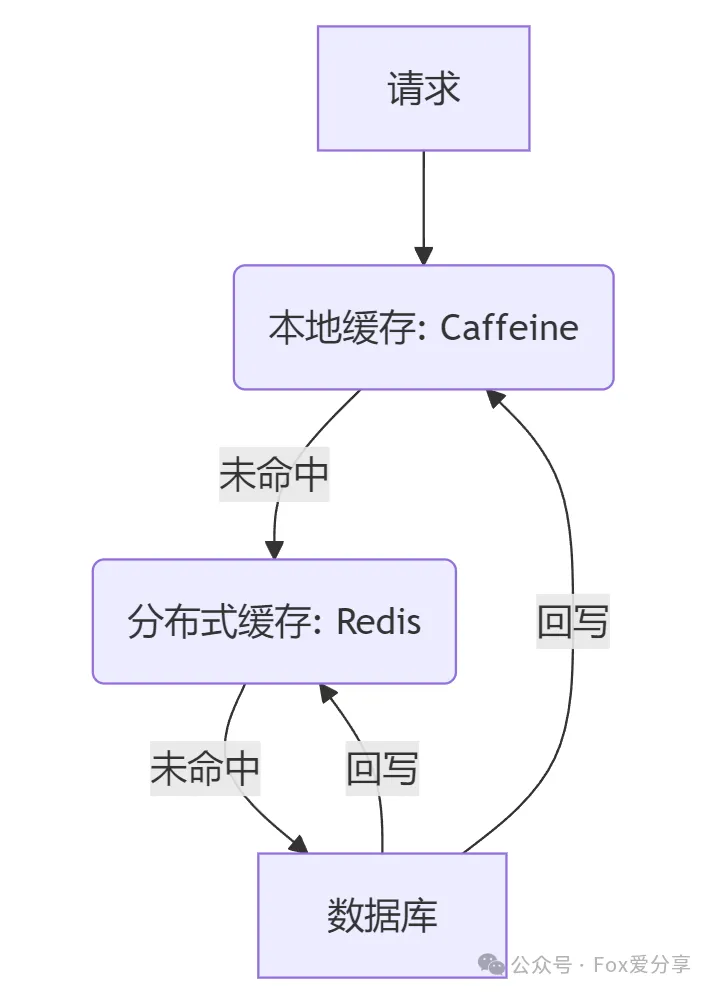 请求
本地缓存: Caffeine
未命中
分布式缓存: Redis
回写
未命中
回写
数据库
公众号 · Fox爱分享